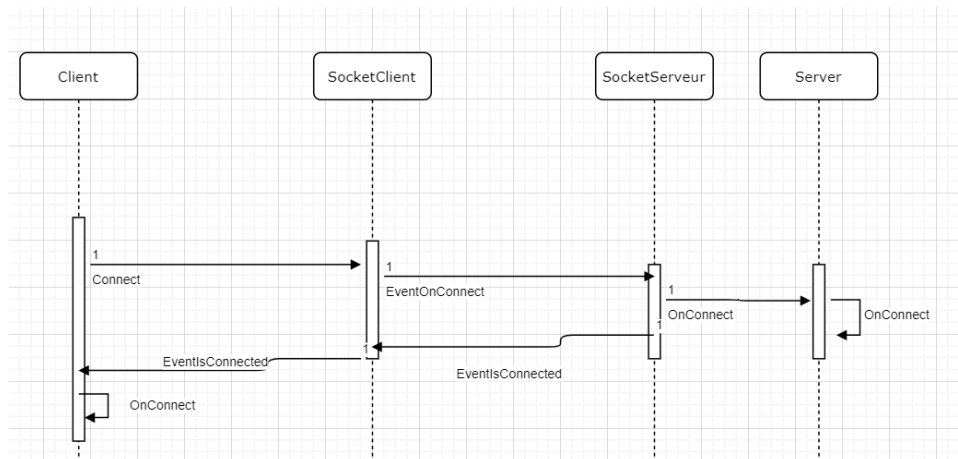 Client
SocketClient
SocketServeur
Server
1
Connect
1
EventOnConnect
1
OnConnect
OnConnect
1
EventIsConnected
1
EventIsConnected
OnConnect